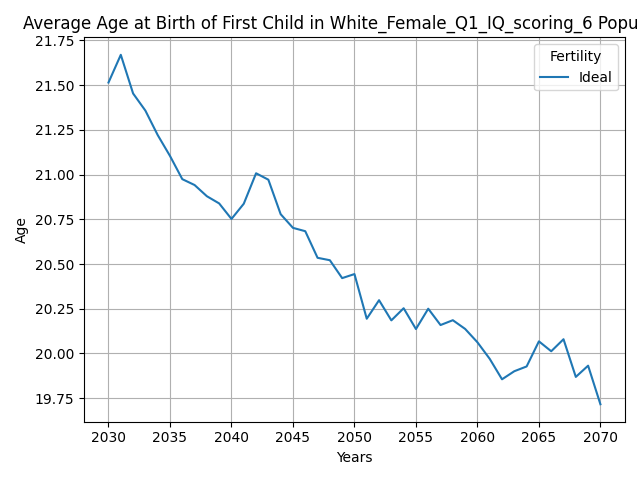 Average Age at Birth of First Child in White_Female_Q1_IQ_scoring_6 Popu
21.75
21.50
21.25
21.00
20.75
20.50
20.25
20.00
19.75
Age
Fertility
Ideal
2030 2035 2040 2045 2050 2055 2060 2065 2070
Years